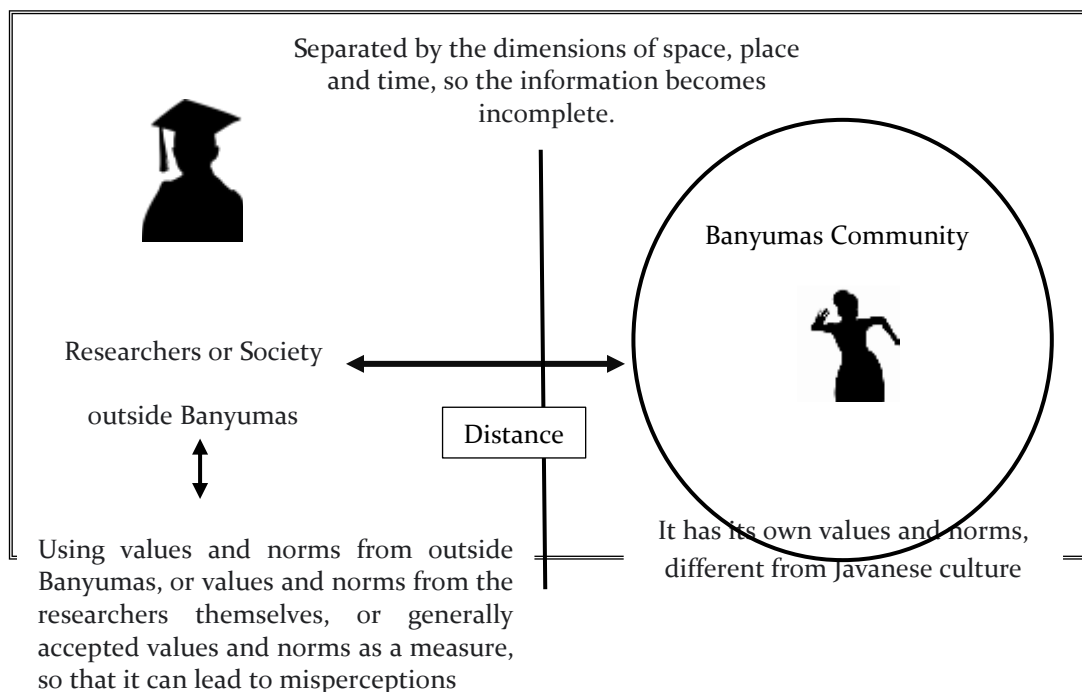 Separated by the dimensions of space, place
and time, so the information becomes
incomplete.
Banyumas Community
Researchers or Society
outside Banyumas
Distance
It has its own values and norms,
different from Javanese culture
Using values and norms from outside
Banyumas, or values and norms from the
researchers themselves, or generally
accepted values and norms as a measure,
so that it can lead to misperceptions